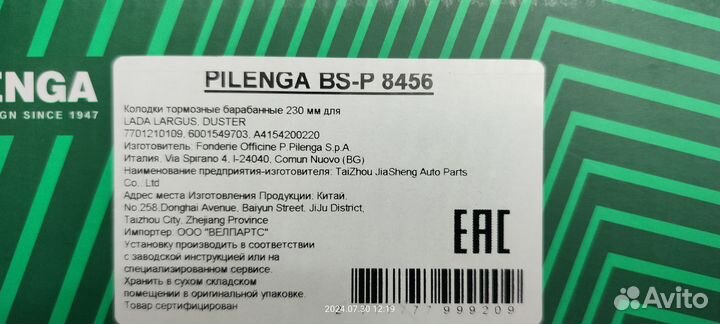 ENGA
GN SINCE 1947
PILENGA BS-P 8456
Колодки тормозные барабанные 230 мм для
LADA LARGUS, DUSTER
7701210109, 6001549703, A4154200220
Изготовитель: Fonderie Officine P.Pilenga S.p.A.
Италия. Via Spirano 4, I-24040, Comun Nuovo (BG)
Наименование предприятия-изготовителя: TaiZhou JiaSheng Auto Parts
Co., Ltd
Адрес места Изготовления Продукции: Китай,
No.258,Donghai Avenue, Baiyun Street, JiJu District,
Taizhou City, Zhejiang Province
Импортер: ООО "ВЕЛПАРТС"
Установку производить в соответствии
с заводской инструкцией или на
специализированном сервисе.
Хранить в сухом складском
помещении в оригинальной упаковке.
Товар сертифицирован
EAC
2024.07.30 12:19
999209
Avito